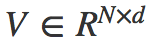 V ∈ R^{N×d}